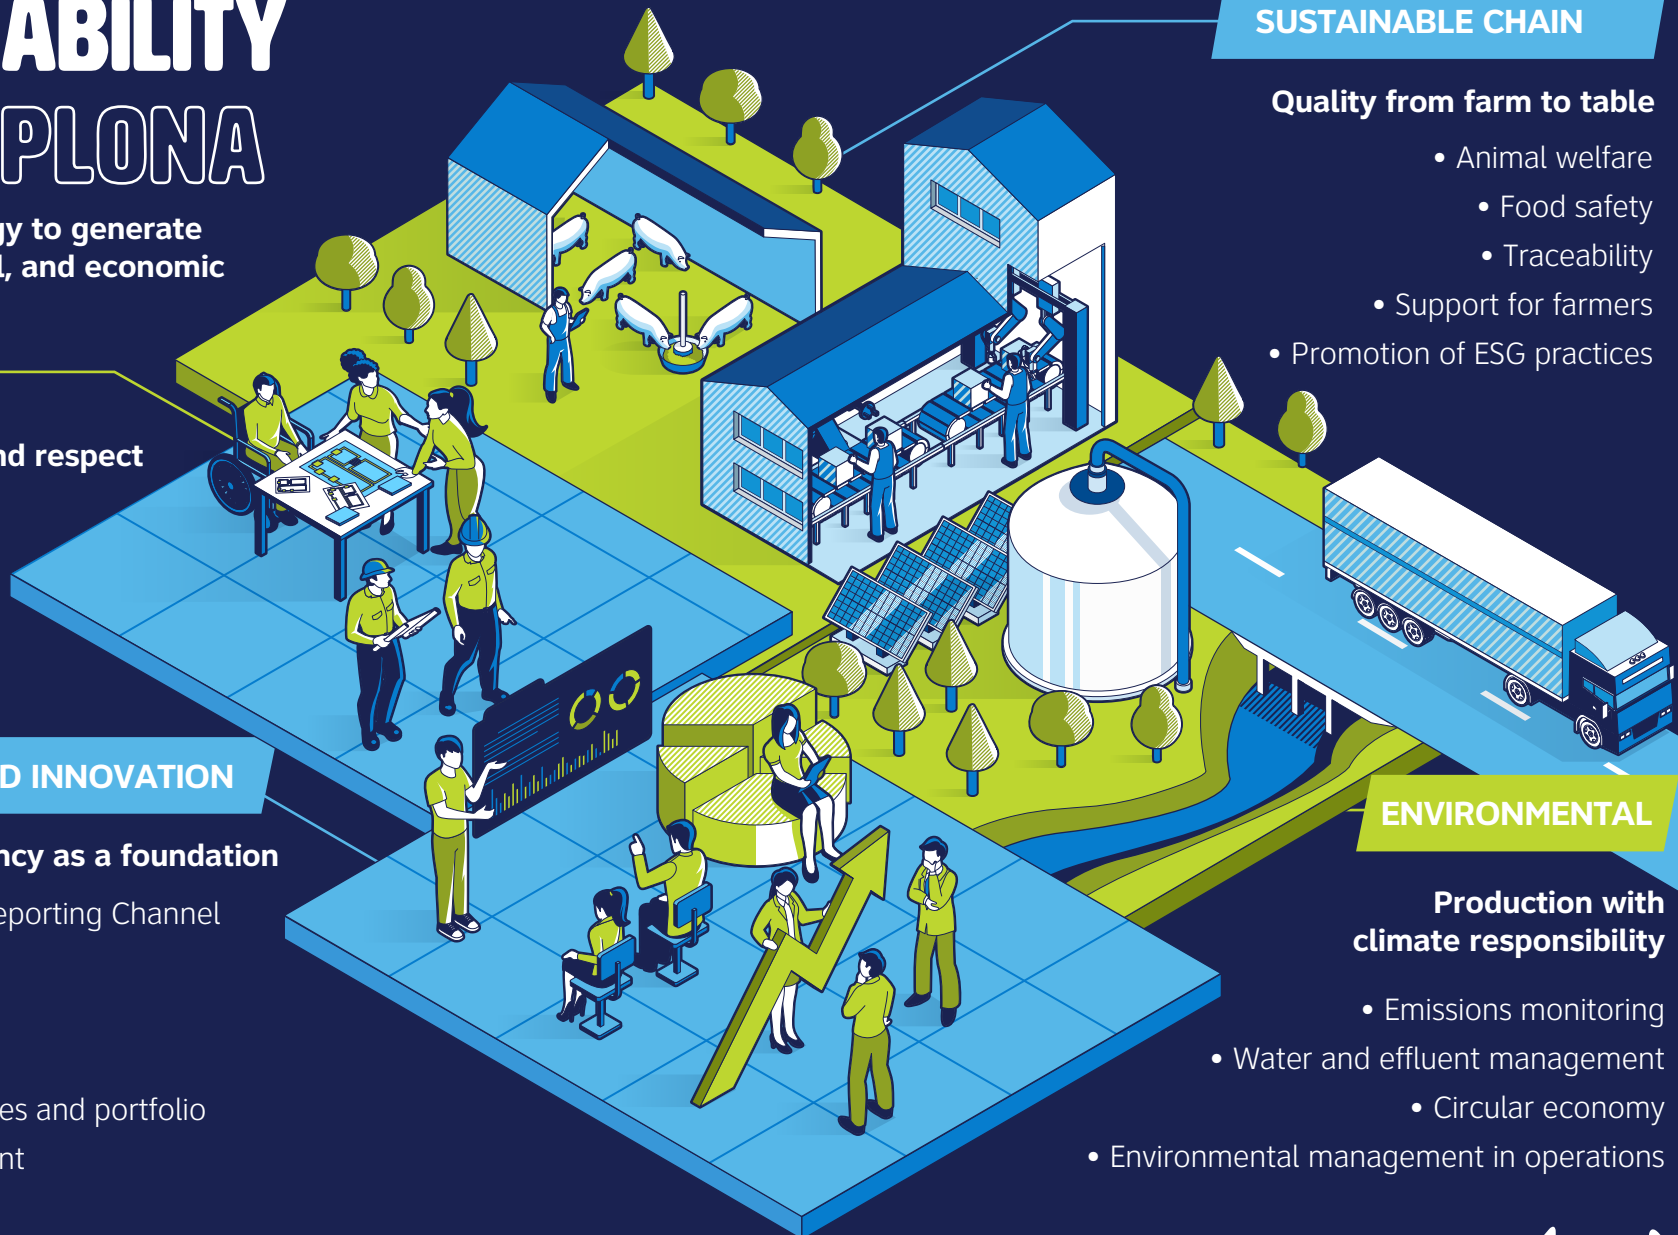 ABILITY
PLONA
gy to generate
l, and economic
nd respect
D INNOVATION
ncy as a foundation
eporting Channel
es and portfolio
nt
SUSTAINABLE CHAIN
Quality from farm to table
• Animal welfare
• Food safety
• Traceability
• Support for farmers
• Promotion of ESG practices
ENVIRONMENTAL
Production with
climate responsibility
• Emissions monitoring
• Water and effluent management
• Circular economy
• Environmental management in operations